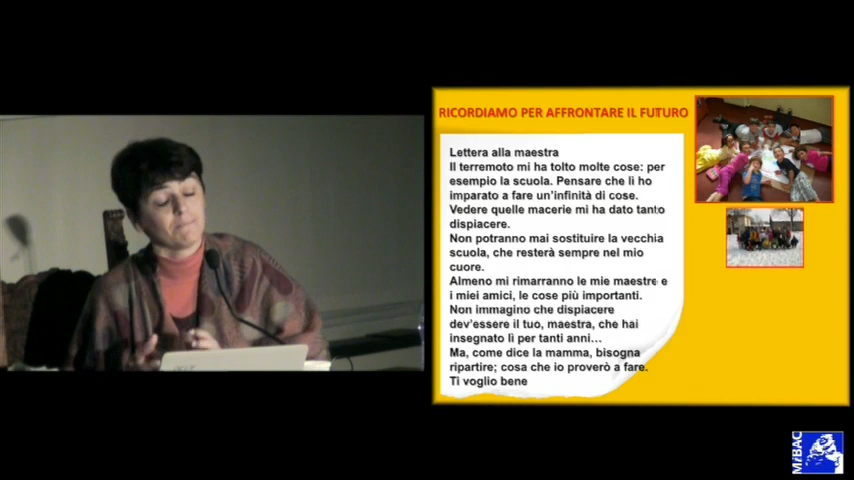 RICORDIAMO PER AFFRONTARE IL FUTURO
Lettera alla maestra
Il terremoto mi ha tolto molte cose: per
esempio la scuola. Pensare che lì ho
imparato a fare un'infinità di cose.
Vedere quelle macerie mi ha dato tanto
dispiacere.
Non potranno mai sostituire la vecchia
scuola, che resterà sempre nel mio
cuore.
Almeno mi rimarranno le mie maestre e
i miei amici, le cose più importanti.
Non immagino che dispiacere
dev'essere il tuo, maestra, che hai
insegnato lì per tanti anni…
Ma, come dice la mamma, bisogna
ripartire; cosa che io proverò a fare.
Ti voglio bene
MiBAC